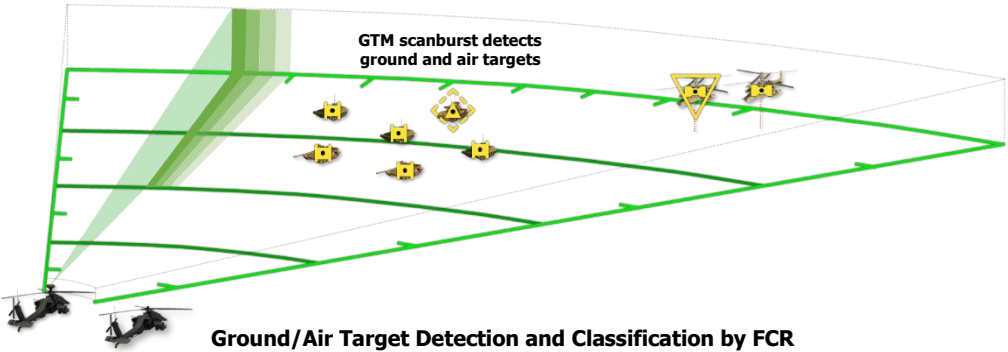 GTM scanburst detects
ground and air targets
Ground/Air Target Detection and Classification by FCR